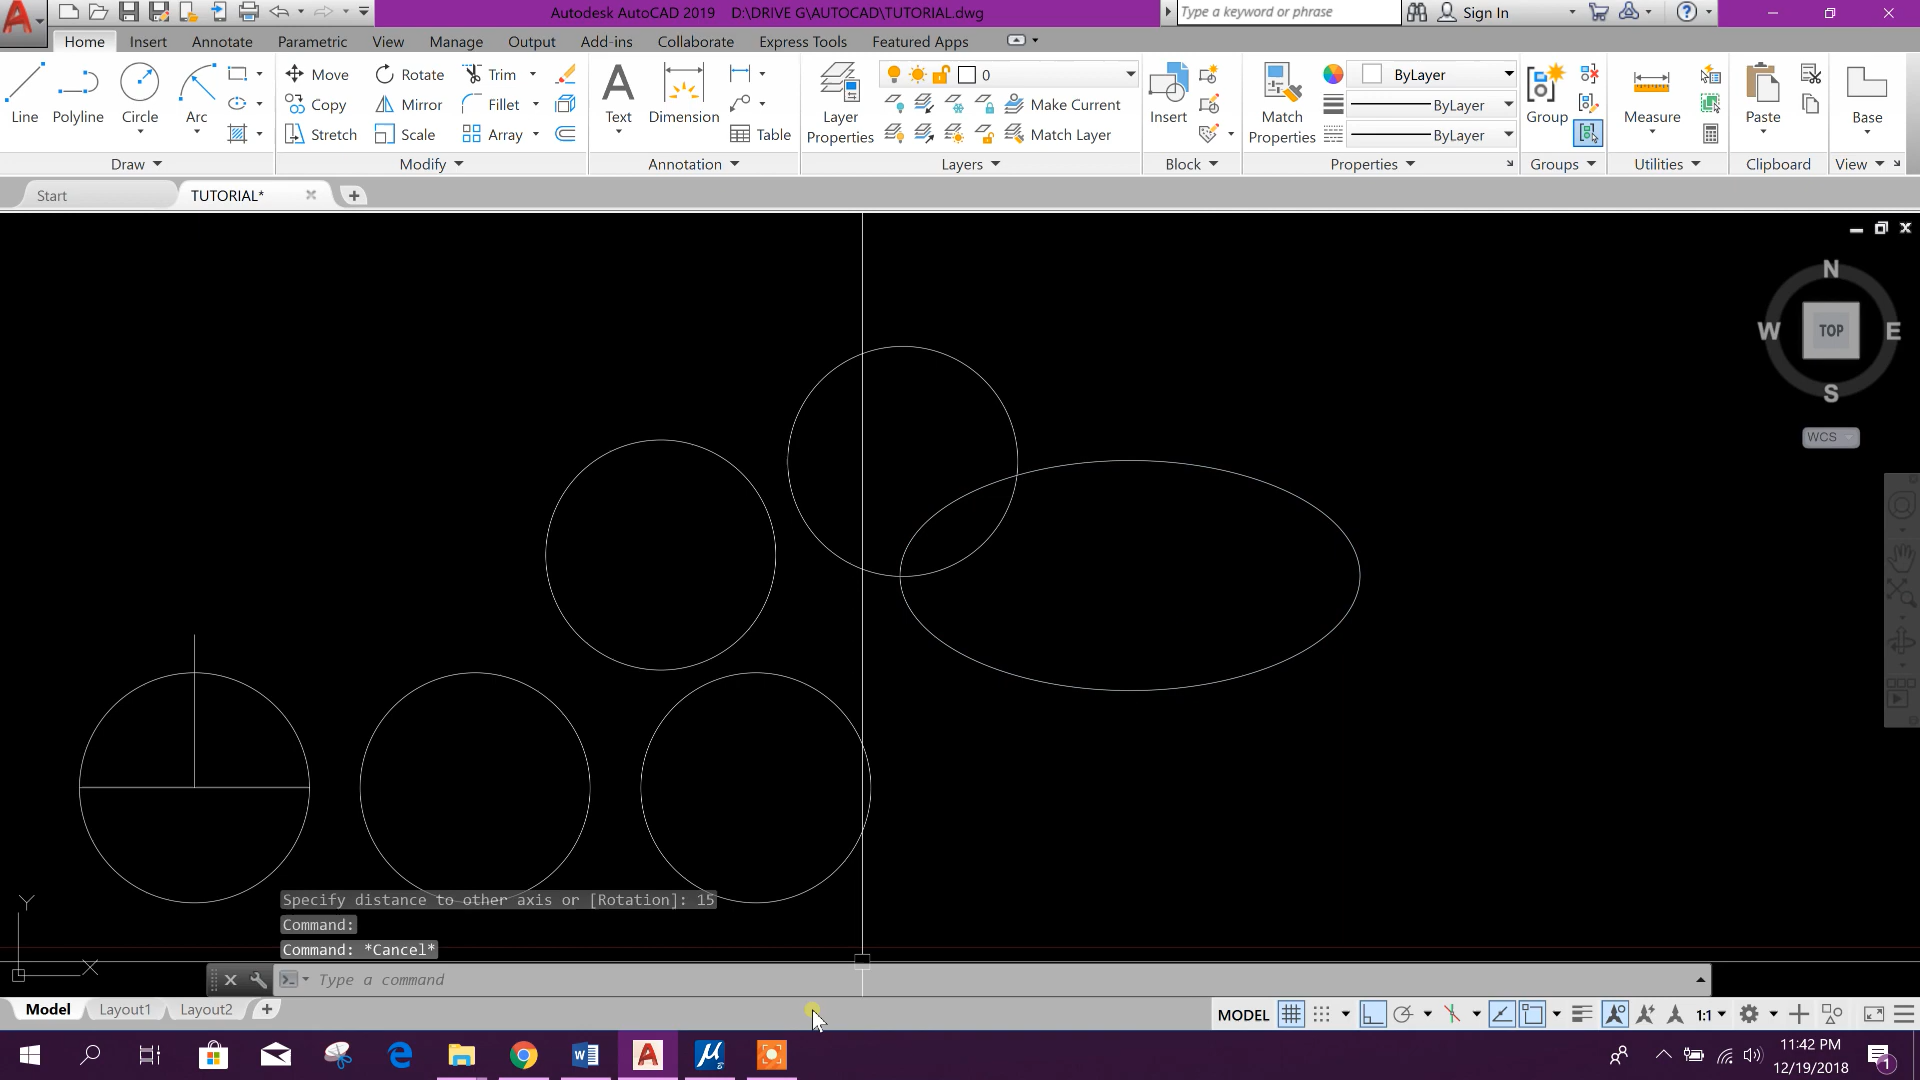 Autodesk AutoCAD 2019 D:\DRIVE G\AUTOCAD\TUTORIAL.dwg
Type a keyword or phrase
Sign In
Home Insert Annotate Parametric View Manage Output Add-ins Collaborate Express Tools Featured Apps
Line Polyline Circle Arc
Move Rotate Trim
Copy Mirror Fillet
Stretch Scale Array
Text Dimension Table
Layer Properties
0
Make Current
Match Layer
Insert
Match Properties
ByLayer
ByLayer
ByLayer
Group
Measure
Paste
Base
Draw Modify Annotation Layers Block Properties Groups Utilities Clipboard View
Start TUTORIAL*
N
W TOP E
S
WCS
Specify distance to other axis or [Rotation]: 15
Command:
Command: *Cancel*
Y
X
Type a command
Model Layout1 Layout2
MODEL 1:1
11:42 PM
12/19/2018
1